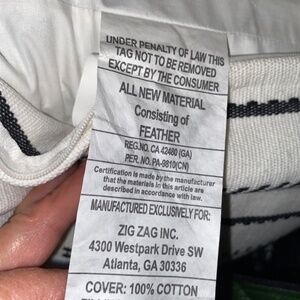 UNDER PENALTY OF LAW THIS
TAG NOT TO BE REMOVED
EXCEPT BY THE CONSUMER
ALL NEW MATERIAL
Consisting of
FEATHER
REG.NO. CA 42480 (GA)
PER. NO. PA-9810(CN)
Certification is made by the manufacturer
that the materials in this article are
described in accordance with law.
MANUFACTURED EXCLUSIVELY FOR:
ZIG ZAG INC.
4300 Westpark Drive SW
Atlanta, GA 30336
COVER: 100% COTTON